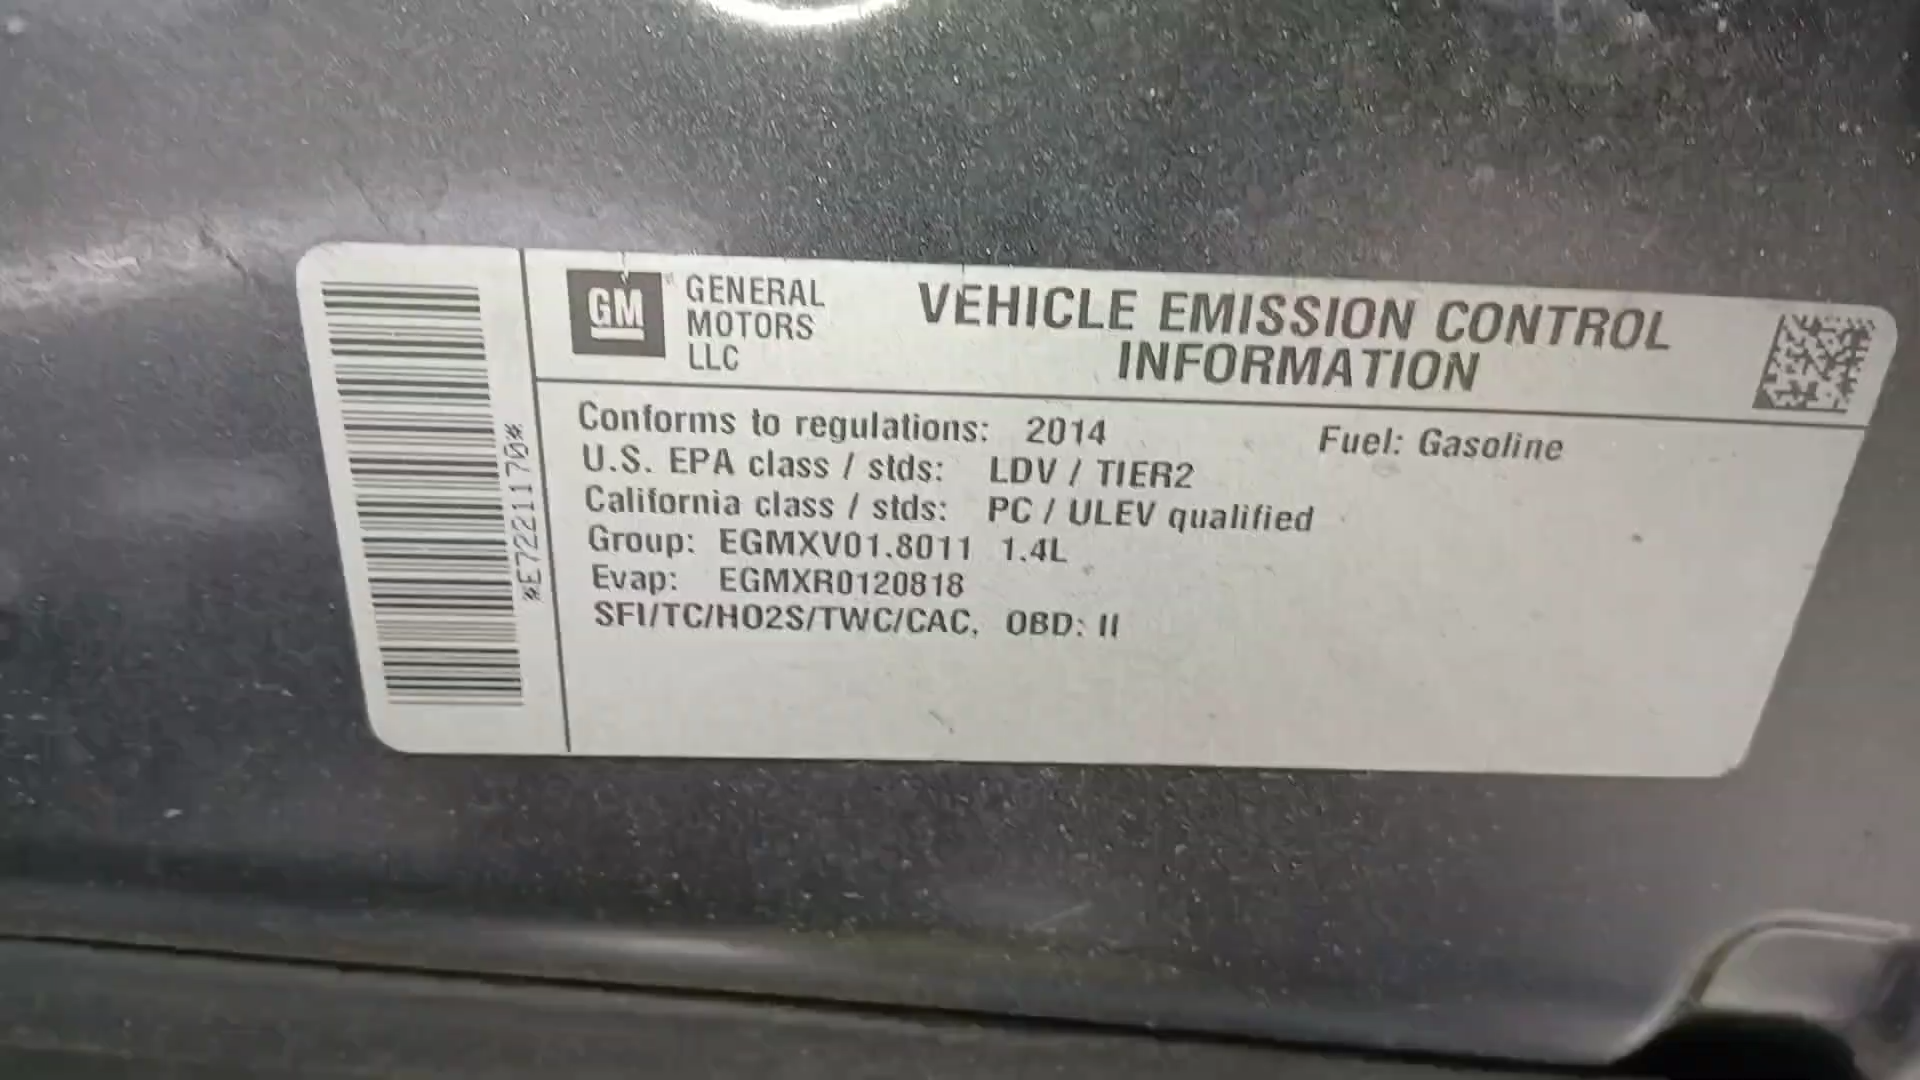 GM GENERAL MOTORS LLC
VEHICLE EMISSION CONTROL
INFORMATION
Conforms to regulations: 2014 Fuel: Gasoline
U.S. EPA class / stds: LDV / TIER2
California class / stds: PC / ULEV qualified
Group: EGMXV01.8011 1.4L
Evap: EGMXR0120818
SFI/TC/HO2S/TWC/CAC, OBD: II
*E72211170*